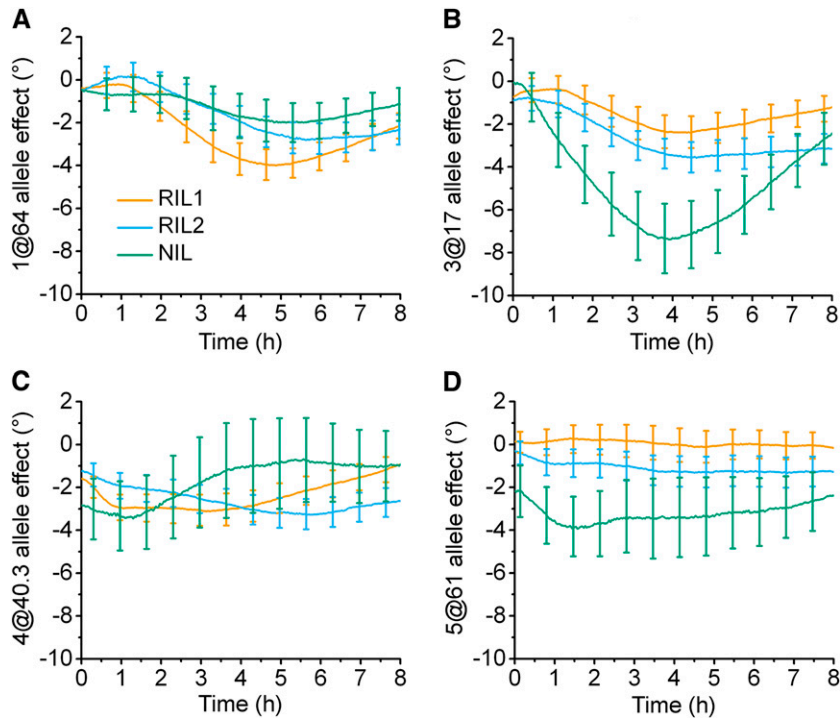 A
1@64 allele effect (°)
2
0
-2
-4
-6
-8
-10
RIL1
RIL2
NIL
0 1 2 3 4 5 6 7 8
Time (h)
B
3@17 allele effect (°)
2
0
-2
-4
-6
-8
-10
0 1 2 3 4 5 6 7 8
Time (h)
C
4@40.3 allele effect (°)
2
0
-2
-4
-6
-8
-10
0 1 2 3 4 5 6 7 8
Time (h)
D
5@61 allele effect (°)
2
0
-2
-4
-6
-8
-10
0 1 2 3 4 5 6 7 8
Time (h)